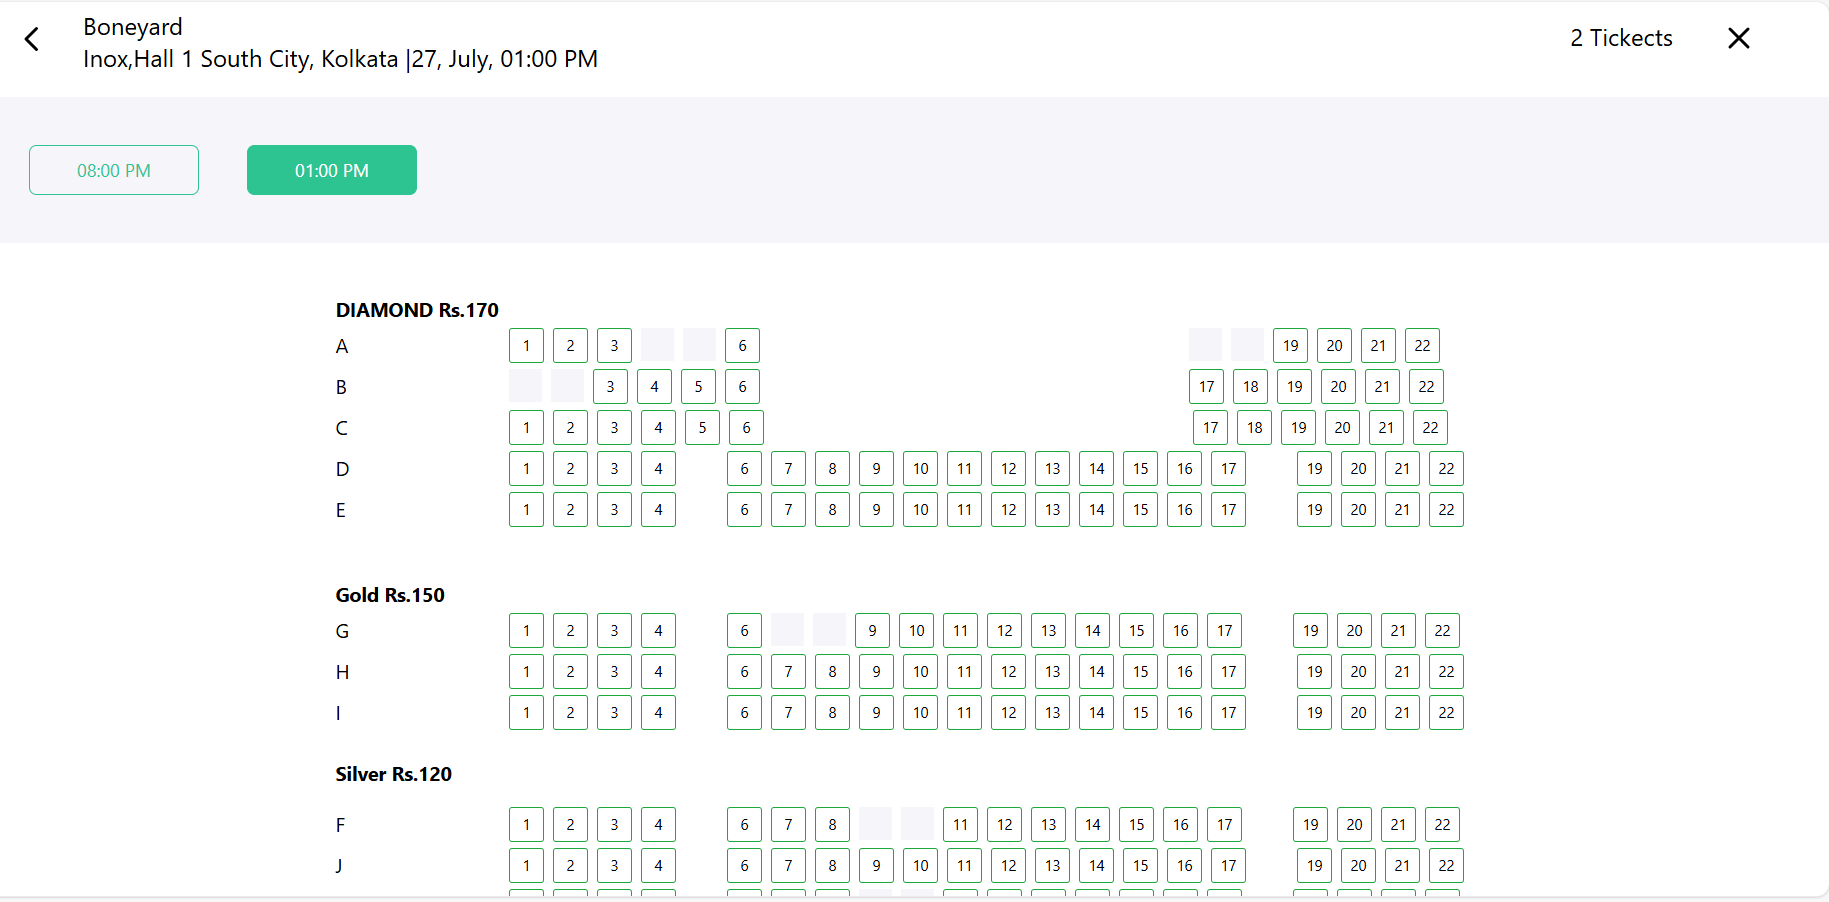 Boneyard
Inox,Hall 1 South City, Kolkata |27, July, 01:00 PM
2 Tickects
08:00 PM 01:00 PM
DIAMOND Rs.170
A 1 2 3 6 19 20 21 22
B 3 4 5 6 17 18 19 20 21 22
C 1 2 3 4 5 6 17 18 19 20 21 22
D 1 2 3 4 6 7 8 9 10 11 12 13 14 15 16 17 19 20 21 22
E 1 2 3 4 6 7 8 9 10 11 12 13 14 15 16 17 19 20 21 22
Gold Rs.150
G 1 2 3 4 6 9 10 11 12 13 14 15 16 17 19 20 21 22
H 1 2 3 4 6 7 8 9 10 11 12 13 14 15 16 17 19 20 21 22
I 1 2 3 4 6 7 8 9 10 11 12 13 14 15 16 17 19 20 21 22
Silver Rs.120
F 1 2 3 4 6 7 8 11 12 13 14 15 16 17 19 20 21 22
J 1 2 3 4 6 7 8 9 10 11 12 13 14 15 16 17 19 20 21 22